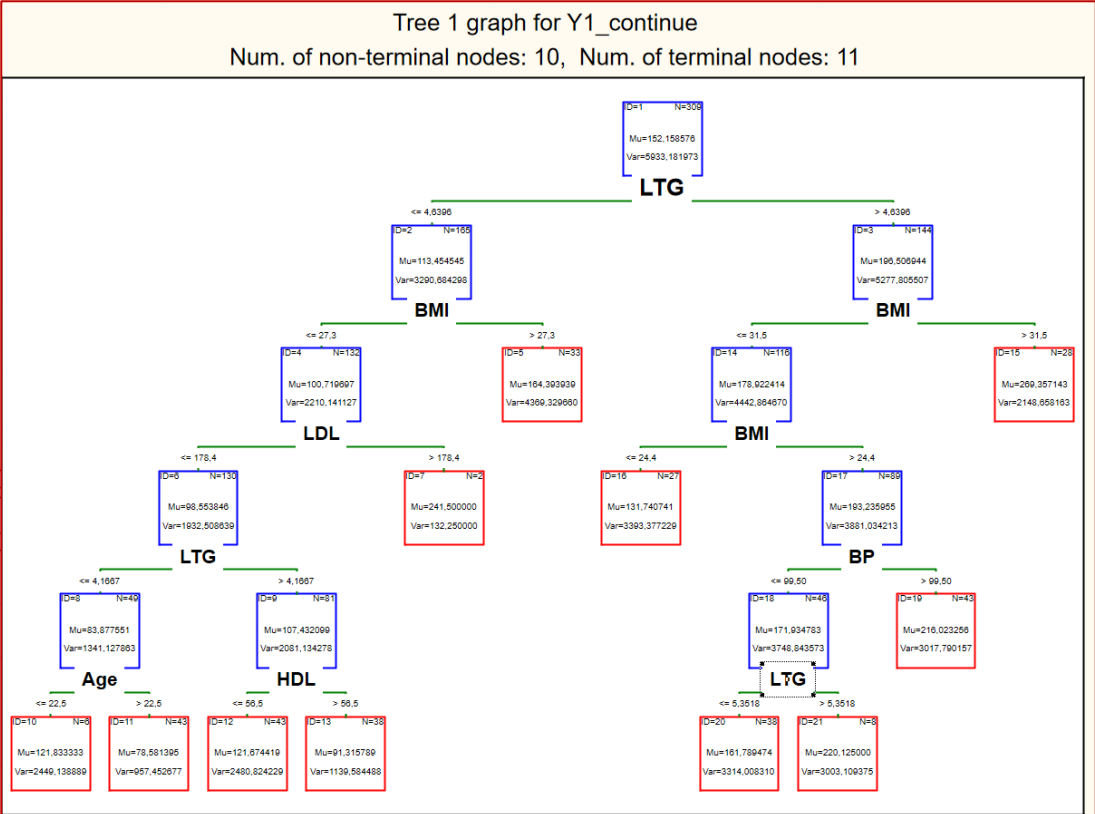 Tree 1 graph for Y1_continue
Num. of non-terminal nodes: 10, Num. of terminal nodes: 11
ID=1 N=309
Mu=152,158576
Var=5933,181973
LTG
<= 4,6396 > 4,6396
ID=2 N=165 ID=3 N=144
Mu=113,454545 Mu=196,506944
Var=3290,684298 Var=5277,805507
BMI BMI
<= 27,3 > 27,3 <= 31,5 > 31,5
ID=4 N=132 ID=5 N=33 ID=14 N=116 ID=15 N=28
Mu=100,719697 Mu=164,393939 Mu=178,922414 Mu=269,357143
Var=2210,141127 Var=4369,329660 Var=4442,864670 Var=2148,658163
LDL BMI
<= 178,4 > 178,4 <= 24,4 > 24,4
ID=6 N=130 ID=7 N=2 ID=16 N=27 ID=17 N=89
Mu=98,553846 Mu=241,500000 Mu=131,740741 Mu=193,235955
Var=1932,508639 Var=132,250000 Var=3393,377229 Var=3881,034213
LTG BP
<= 4,1667 > 4,1667 <= 99,50 > 99,50
ID=8 N=49 ID=9 N=81 ID=18 N=46 ID=19 N=43
Mu=83,877551 Mu=107,432099 Mu=171,934783 Mu=216,023256
Var=1341,127863 Var=2081,134278 Var=3748,843573 Var=3017,790157
Age HDL LTG
<= 22,5 > 22,5 <= 56,5 > 56,5 <= 5,3518 > 5,3518
ID=10 N=6 ID=11 N=43 ID=12 N=43 ID=13 N=38 ID=20 N=38 ID=21 N=8
Mu=121,833333 Mu=78,581395 Mu=121,674419 Mu=91,315789 Mu=161,789474 Mu=220,125000
Var=2449,138889 Var=957,452677 Var=2480,824229 Var=1139,584488 Var=3314,008310 Var=3003,109375